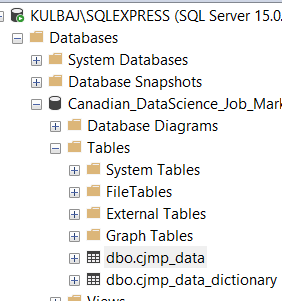 KULBAJ\SQLEXPRESS (SQL Server 15.0.
Databases
System Databases
Database Snapshots
Canadian_DataScience_Job_Mark
Database Diagrams
Tables
System Tables
FileTables
External Tables
Graph Tables
dbo.cjmp_data
dbo.cjmp_data_dictionary
Views